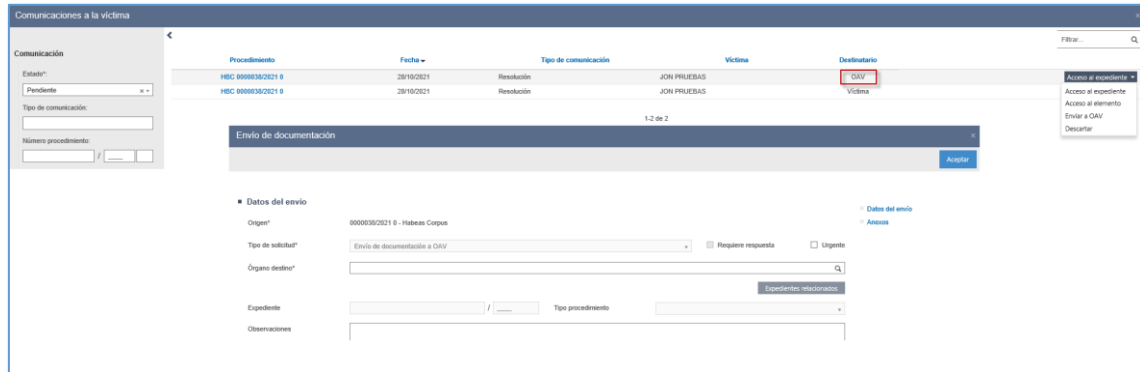 Comunicaciones a la víctima
x
Filtrar...
Comunicación
Procedimiento Fecha Tipo de comunicación Víctima Destinatario
Estado*:
HBC 0000038/2021 0 28/10/2021 Resolución JON PRUEBAS OAV Acceso al expediente
Pendiente x
HBC 0000038/2021 0 28/10/2021 Resolución JON PRUEBAS Víctima Acceso al expediente
Tipo de comunicación:
Acceso al elemento
Enviar a OAV
1-2 de 2
Descartar
Número procedimiento:
Envío de documentación x
/ ____
Aceptar
Datos del envío
Datos del envío
Origen* 0000038/2021 0 - Habeas Corpus
Anexos
Tipo de solicitud* Envío de documentación a OAV Requiere respuesta Urgente
Órgano destino*
Expedientes relacionados
Expediente / ____ Tipo procedimiento
Observaciones